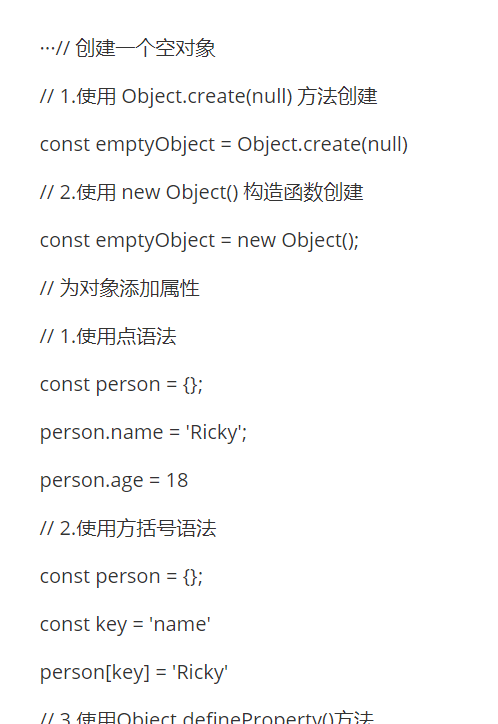 ···// 创建一个空对象
// 1.使用 Object.create(null) 方法创建
const emptyObject = Object.create(null)
// 2.使用 new Object() 构造函数创建
const emptyObject = new Object();
// 为对象添加属性
// 1.使用点语法
const person = {};
person.name = 'Ricky';
person.age = 18
// 2.使用方括号语法
const person = {};
const key = 'name'
person[key] = 'Ricky'
// 3.使用Object.defineProperty()方法